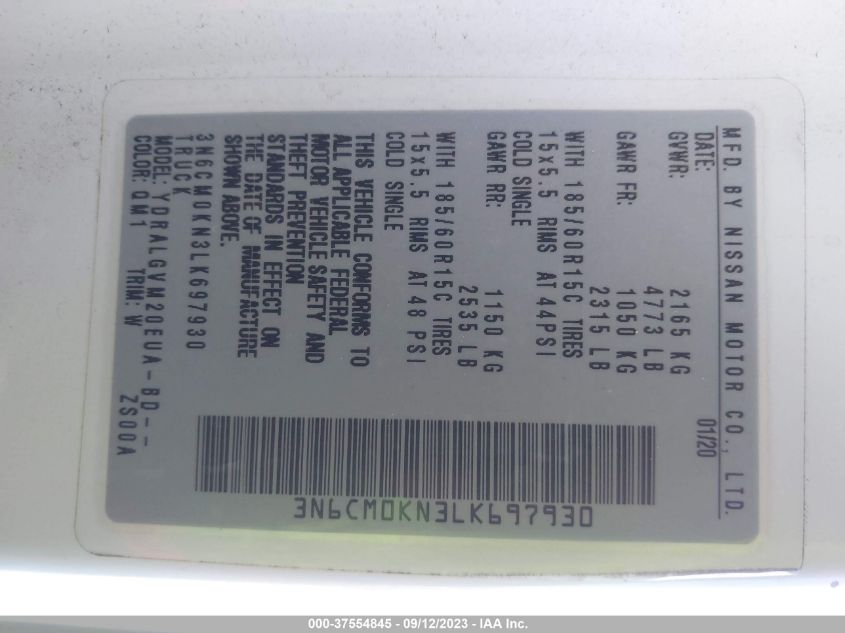 MFD. BY NISSAN MOTOR CO., LTD.
DATE: 01/20
GVWR: 2165 KG
4773 LB
GAWR FR: 1050 KG
2315 LB
WITH 185/60R15C TIRES
15x5.5 RIMS AT 44PSI
COLD SINGLE
GAWR RR: 1150 KG
2535 LB
WITH 185/60R15C TIRES
15x5.5 RIMS AT 48 PSI
COLD SINGLE
THIS VEHICLE CONFORMS TO
ALL APPLICABLE FEDERAL
MOTOR VEHICLE SAFETY AND
THEFT PREVENTION
STANDARDS IN EFFECT ON
THE DATE OF MANUFACTURE
SHOWN ABOVE.
3N6CM0KN3LK697930
TRUCK
MODEL: YDRALGVM20EUA-BD--
COLOR: QM1 TRIM: W ZS00A
3N6CM0KN3LK697930
000-37554845 - 09/12/2023 - IAA Inc.